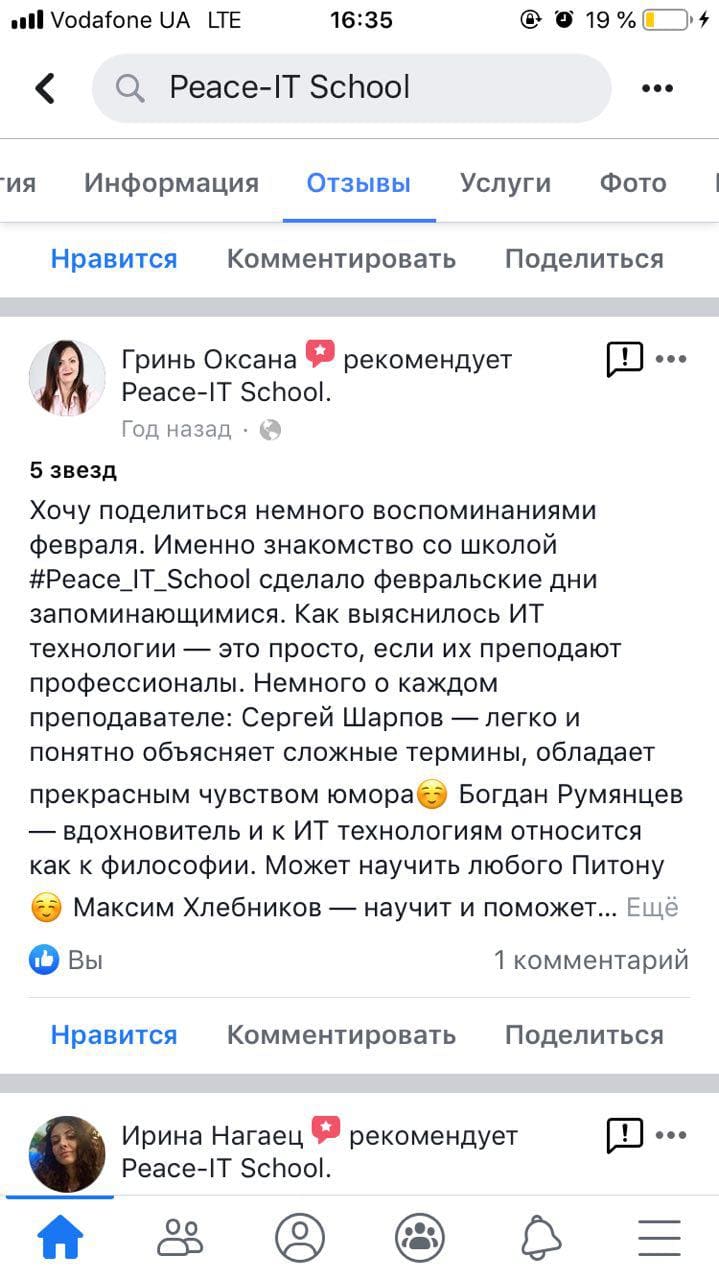 Vodafone UA LTE 16:35 19 %
Peace-IT School
тия Информация Отзывы Услуги Фото
Нравится Комментировать Поделиться
Гринь Оксана рекомендует
Peace-IT School.
Год назад ·
5 звезд
Хочу поделиться немного воспоминаниями
февраля. Именно знакомство со школой
#Peace_IT_School сделало февральские дни
запоминающимися. Как выяснилось ИТ
технологии — это просто, если их преподают
профессионалы. Немного о каждом
преподавателе: Сергей Шарпов — легко и
понятно объясняет сложные термины, обладает
прекрасным чувством юмора☺️ Богдан Румянцев
— вдохновитель и к ИТ технологиям относится
как к философии. Может научить любого Питону
☺️ Максим Хлебников — научит и поможет... Ещё
Вы 1 комментарий
Нравится Комментировать Поделиться
Ирина Нагаец рекомендует
Peace-IT School.